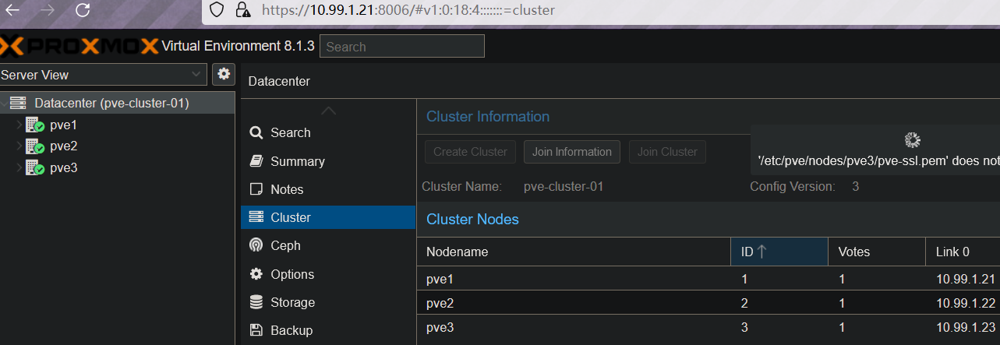 https://10.99.1.21:8006/#v1:0:18:4:::::::=cluster
PROXMOX Virtual Environment 8.1.3 Search
Server View
Datacenter (pve-cluster-01)
pve1
pve2
pve3
Datacenter
Search
Summary
Notes
Cluster
Ceph
Options
Storage
Backup
Cluster Information
Create Cluster Join Information Join Cluster
'/etc/pve/nodes/pve3/pve-ssl.pem' does not
Cluster Name: pve-cluster-01 Config Version: 3
Cluster Nodes
Nodename ID Votes Link 0
pve1 1 1 10.99.1.21
pve2 2 1 10.99.1.22
pve3 3 1 10.99.1.23